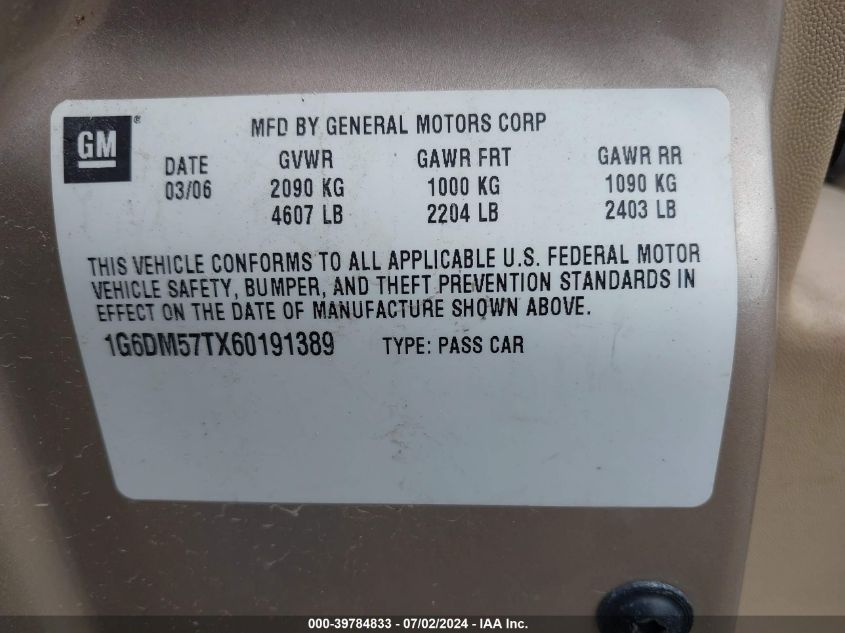 GM®
MFD BY GENERAL MOTORS CORP
DATE GVWR GAWR FRT GAWR RR
03/06 2090 KG 1000 KG 1090 KG
4607 LB 2204 LB 2403 LB
THIS VEHICLE CONFORMS TO ALL APPLICABLE U.S. FEDERAL MOTOR
VEHICLE SAFETY, BUMPER, AND THEFT PREVENTION STANDARDS IN
EFFECT ON THE DATE OF MANUFACTURE SHOWN ABOVE.
1G6DM57TX60191389 TYPE: PASS CAR
000-39784833 - 07/02/2024 - IAA Inc.